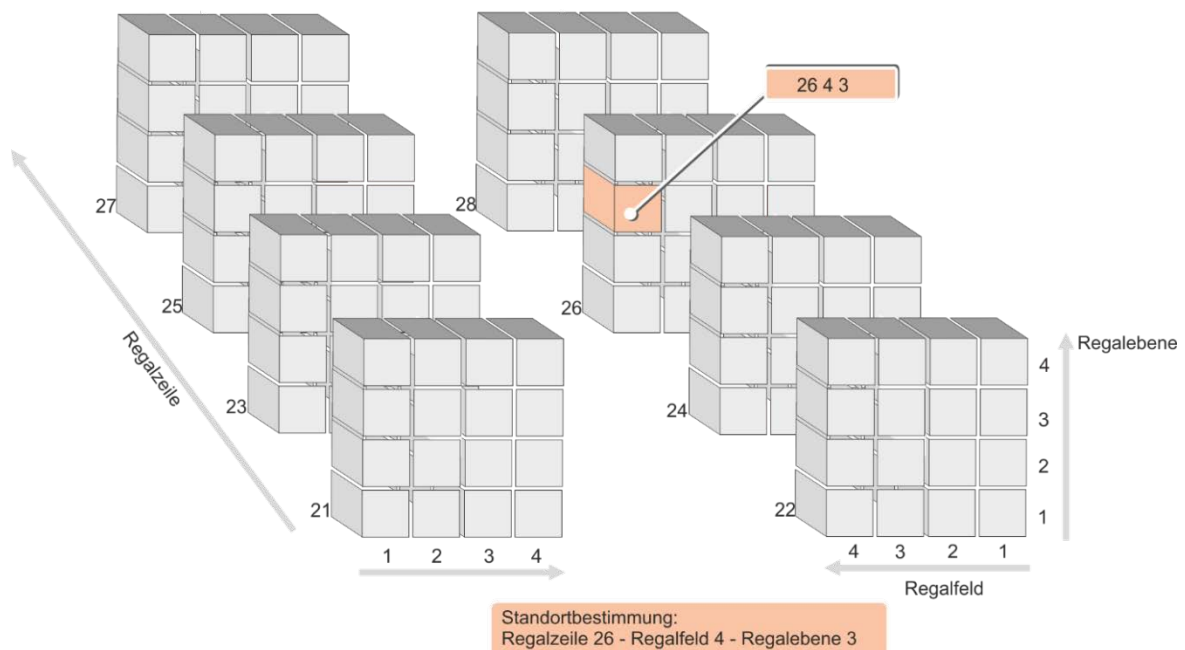 26 4 3
27
28
25
26
Regalzeile
Regalebene
4
23
24
3
2
21
22
1
1 2 3 4
4 3 2 1
Regalfeld
Standortbestimmung:
Regalzeile 26 - Regalfeld 4 - Regalebene 3